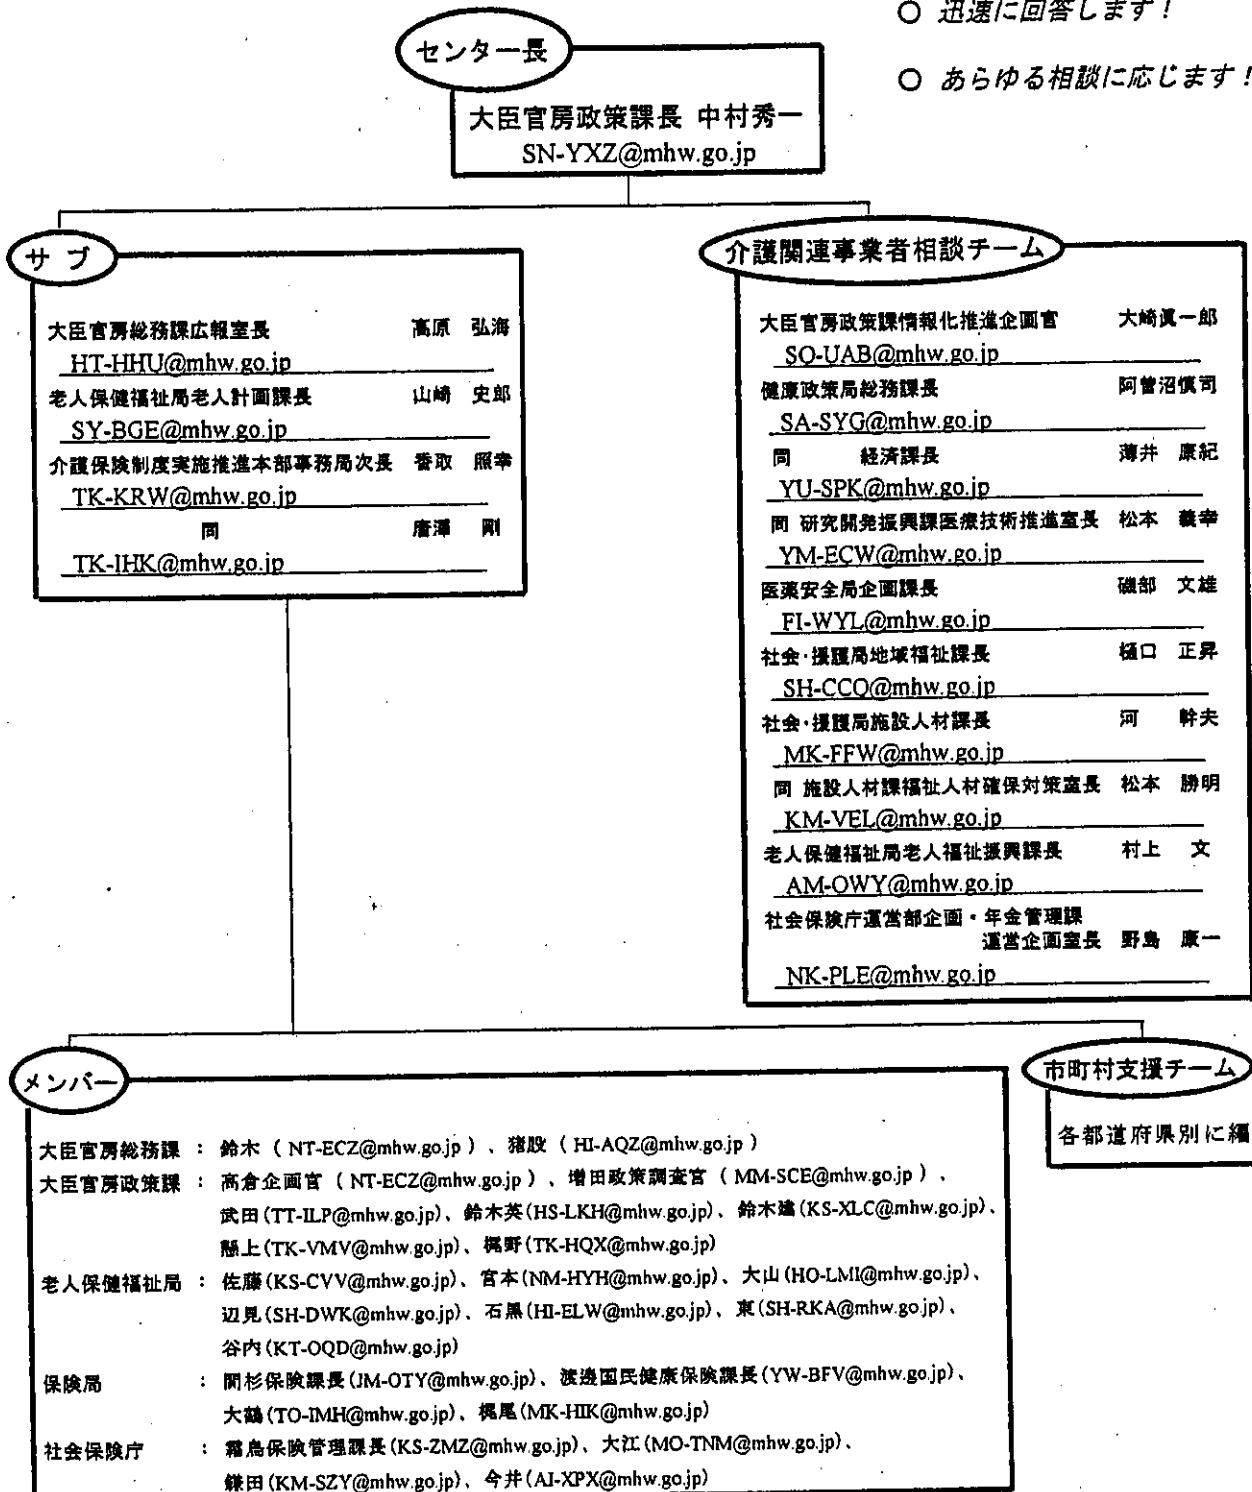 ○ 迅速に回答します！
○ あらゆる相談に応じます！
センター長
大臣官房政策課長 中村秀一
SN-YXZ@mhw.go.jp
サブ
大臣官房総務課広報室長 高原 弘海
HT-HHU@mhw.go.jp
老人保健福祉局老人計画課長 山崎 史郎
SY-BGE@mhw.go.jp
介護保険制度実施推進本部事務局次長 香取 照幸
TK-KRW@mhw.go.jp
同 唐澤 剛
TK-IHK@mhw.go.jp
介護関連事業者相談チーム
大臣官房政策課情報化推進企画官 大崎眞一郎
SO-UAB@mhw.go.jp
健康政策局総務課長 阿曽沼慎司
SA-SYG@mhw.go.jp
同 経済課長 薄井 康紀
YU-SPK@mhw.go.jp
同 研究開発振興課医療技術推進室長 松本 義幸
YM-ECW@mhw.go.jp
医薬安全局企画課長 磯部 文雄
FI-WYL@mhw.go.jp
社会・援護局地域福祉課長 樋口 正昇
SH-CCQ@mhw.go.jp
社会・援護局施設人材課長 河 幹夫
MK-FFW@mhw.go.jp
同 施設人材課福祉人材確保対策室長 松本 勝明
KM-VEL@mhw.go.jp
老人保健福祉局老人福祉振興課長 村上 文
AM-OWY@mhw.go.jp
社会保険庁運営部企画・年金管理課
運営企画室長 野島 康一
NK-PLE@mhw.go.jp
メンバー
大臣官房総務課 ： 鈴木（NT-ECZ@mhw.go.jp）、猪股（HI-AQZ@mhw.go.jp）
大臣官房政策課 ： 高倉企画官（NT-ECZ@mhw.go.jp）、増田政策調査官（MM-SCE@mhw.go.jp）、
武田(TT-ILP@mhw.go.jp)、鈴木英(HS-LKH@mhw.go.jp)、鈴木建(KS-XLC@mhw.go.jp)、
懸上(TK-VMV@mhw.go.jp)、梶野(TK-HQX@mhw.go.jp)
老人保健福祉局 ： 佐藤(KS-CVV@mhw.go.jp)、宮本(NM-HYH@mhw.go.jp)、大山(HO-LMI@mhw.go.jp)、
辺見(SH-DWK@mhw.go.jp)、石黒(HI-ELW@mhw.go.jp)、東(SH-RKA@mhw.go.jp)、
谷内(KT-OQD@mhw.go.jp)
保険局 ： 間杉保険課長(JM-OTY@mhw.go.jp)、渡邊国民健康保険課長(YW-BFV@mhw.go.jp)、
大鶴(TO-IMH@mhw.go.jp)、梶尾(MK-HIK@mhw.go.jp)
社会保険庁 ： 霜鳥保険管理課長(KS-ZMZ@mhw.go.jp)、大江(MO-TNM@mhw.go.jp)、
鎌田(KM-SZY@mhw.go.jp)、今井(AI-XPX@mhw.go.jp)
市町村支援チーム
各都道府県別に編